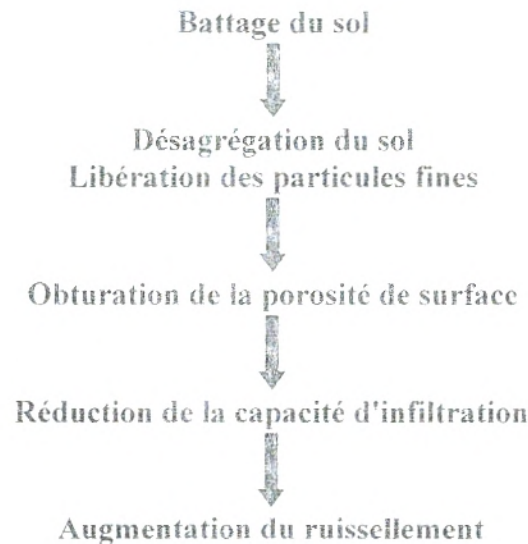 Battage du sol
Désagrégation du sol
Libération des particules fines
Obturation de la porosité de surface
Réduction de la capacité d'infiltration
Augmentation du ruissellement